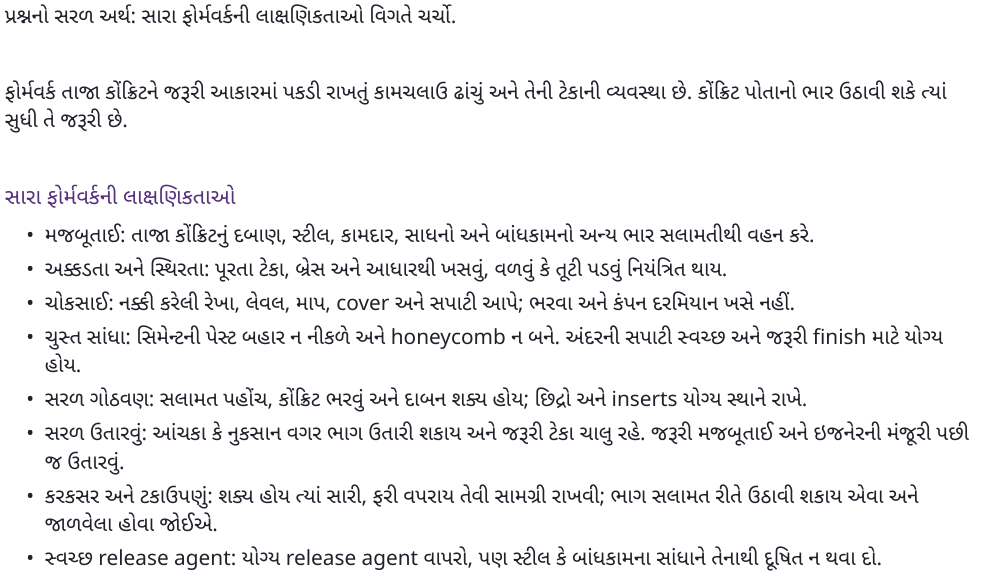 પ્રશ્નનો સરળ અર્થ: સારા ફોર્મવર્કની લાક્ષણિકતાઓ વિગતે ચર્ચો.
ફોર્મવર્ક તાજા કોંક્રિટને જરૂરી આકારમાં પકડી રાખતું કામચલાઉ ઢાંચું અને તેની ટેકાની વ્યવસ્થા છે. કોંક્રિટ પોતાનો ભાર ઉઠાવી શકે ત્યાં
સુધી તે જરૂરી છે.
સારા ફોર્મવર્કની લાક્ષણિકતાઓ
• મજબૂતાઈ: તાજા કોંક્રિટનું દબાણ, સ્ટીલ, કામદાર, સાધનો અને બાંધકામનો અન્ય ભાર સલામતીથી વહન કરે.
• અક્કડતા અને સ્થિરતા: પૂરતા ટેકા, બ્રેસ અને આધારથી ખસવું, વળવું કે તૂટી પડવું નિયંત્રિત થાય.
• ચોકસાઈ: નક્કી કરેલી રેખા, લેવલ, માપ, cover અને સપાટી આપે; ભરવા અને કંપન દરમિયાન ખસે નહીં.
• ચુસ્ત સાંધા: સિમેન્ટની પેસ્ટ બહાર ન નીકળે અને honeycomb ન બને. અંદરની સપાટી સ્વચ્છ અને જરૂરી finish માટે યોગ્ય
હોય.
• સરળ ગોઠવણ: સલામત પહોંચ, કોંક્રિટ ભરવું અને દાબન શક્ય હોય; છિદ્રો અને inserts યોગ્ય સ્થાને રાખે.
• સરળ ઉતારવું: આંચકા કે નુકસાન વગર ભાગ ઉતારી શકાય અને જરૂરી ટેકા ચાલુ રહે. જરૂરી મજબૂતાઈ અને ઇજનેરની મંજૂરી પછી
જ ઉતારવું.
• કરકસર અને ટકાઉપણું: શક્ય હોય ત્યાં સારી, ફરી વપરાય તેવી સામગ્રી રાખવી; ભાગ સલામત રીતે ઉઠાવી શકાય એવા અને
જાળવેલા હોવા જોઈએ.
• સ્વચ્છ release agent: યોગ્ય release agent વાપરો, પણ સ્ટીલ કે બાંધકામના સાંધાને તેનાથી દૂષિત ન થવા દો.